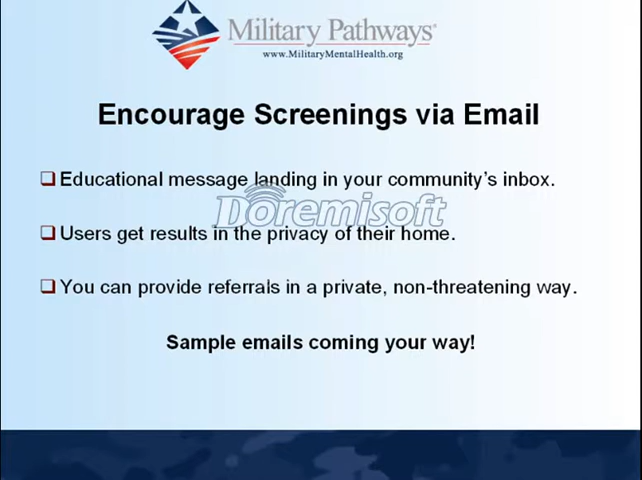 Military Pathways®
www.MilitaryMentalHealth.org
Encourage Screenings via Email
Educational message landing in your community's inbox.
Doremisoft
Users get results in the privacy of their home.
You can provide referrals in a private, non-threatening way.
Sample emails coming your way!